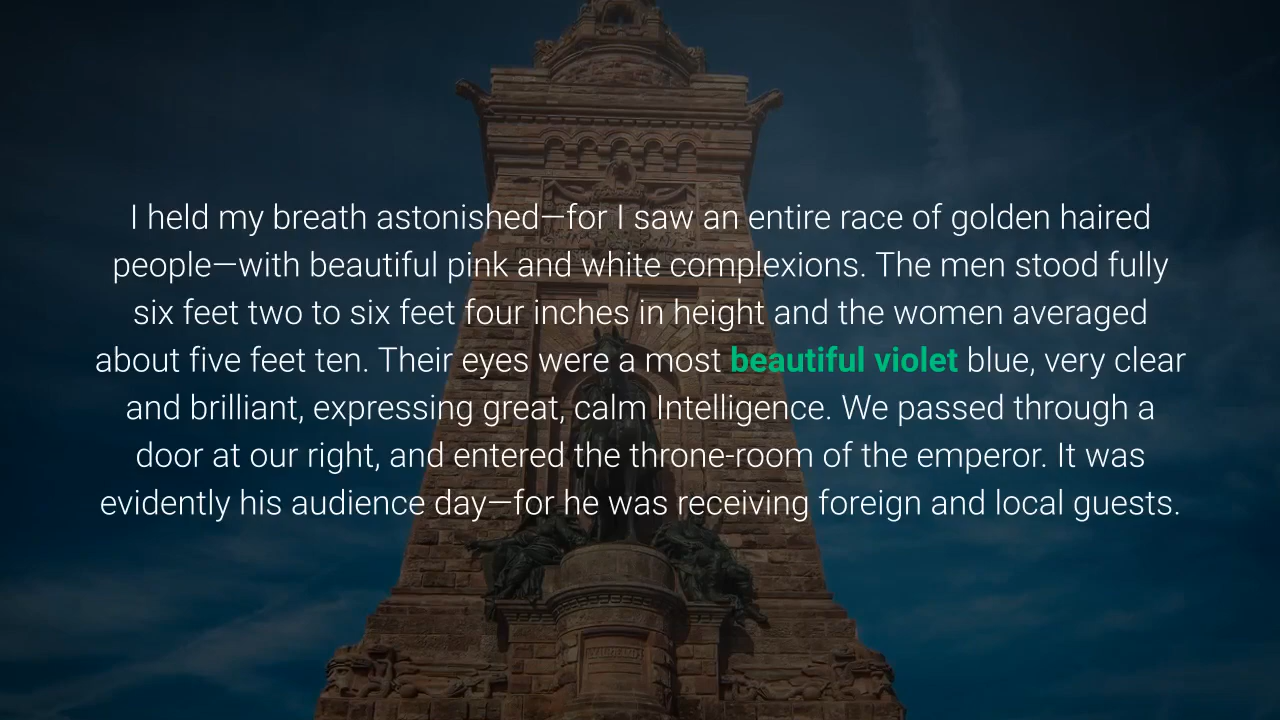 I held my breath astonished—for I saw an entire race of golden haired
people—with beautiful pink and white complexions. The men stood fully
six feet two to six feet four inches in height and the women averaged
about five feet ten. Their eyes were a most beautiful violet blue, very clear
and brilliant, expressing great, calm Intelligence. We passed through a
door at our right, and entered the throne-room of the emperor. It was
evidently his audience day—for he was receiving foreign and local guests.